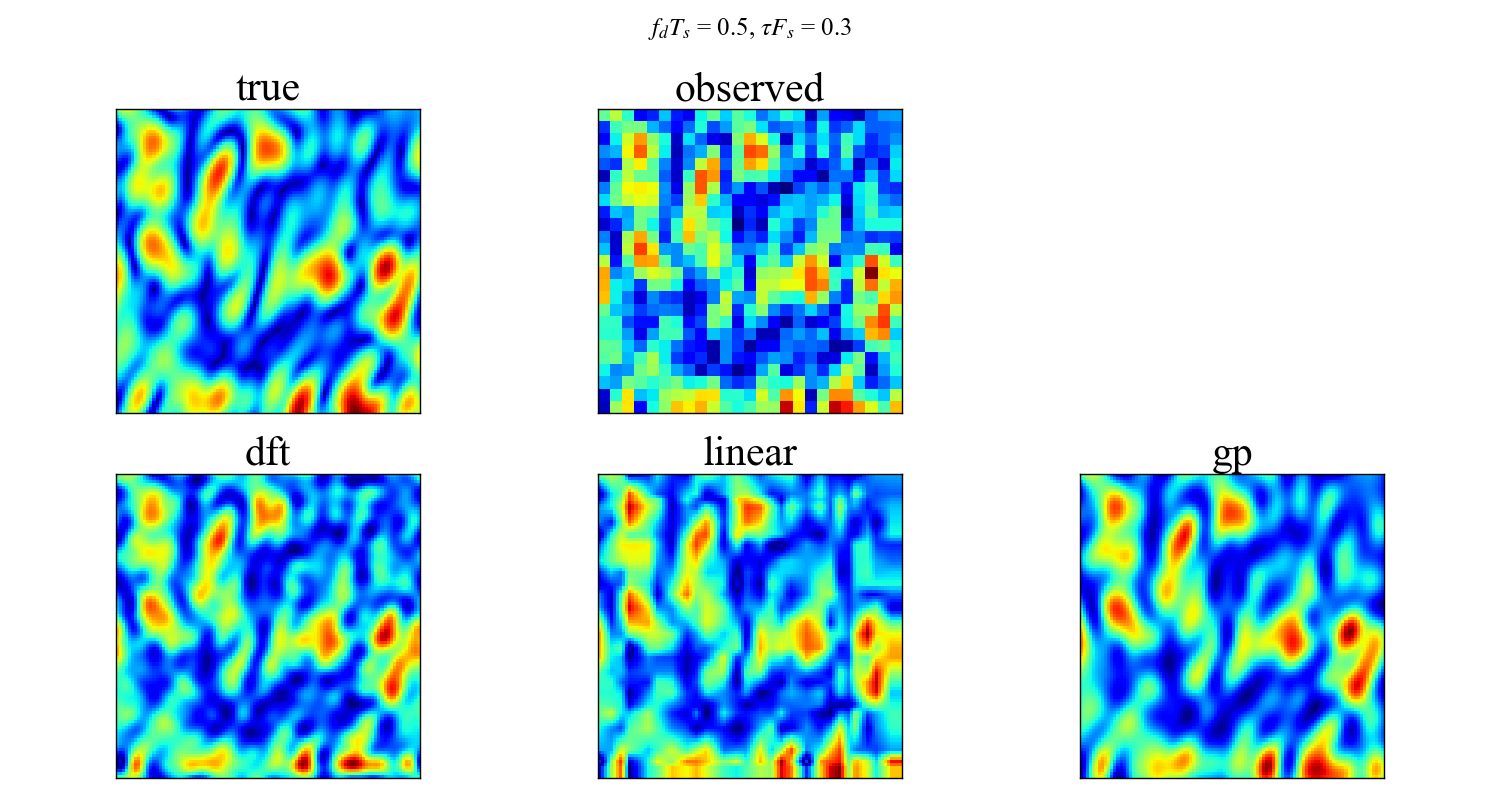 f_d T_s = 0.5, τF_s = 0.3
true
observed
dft
linear
gp